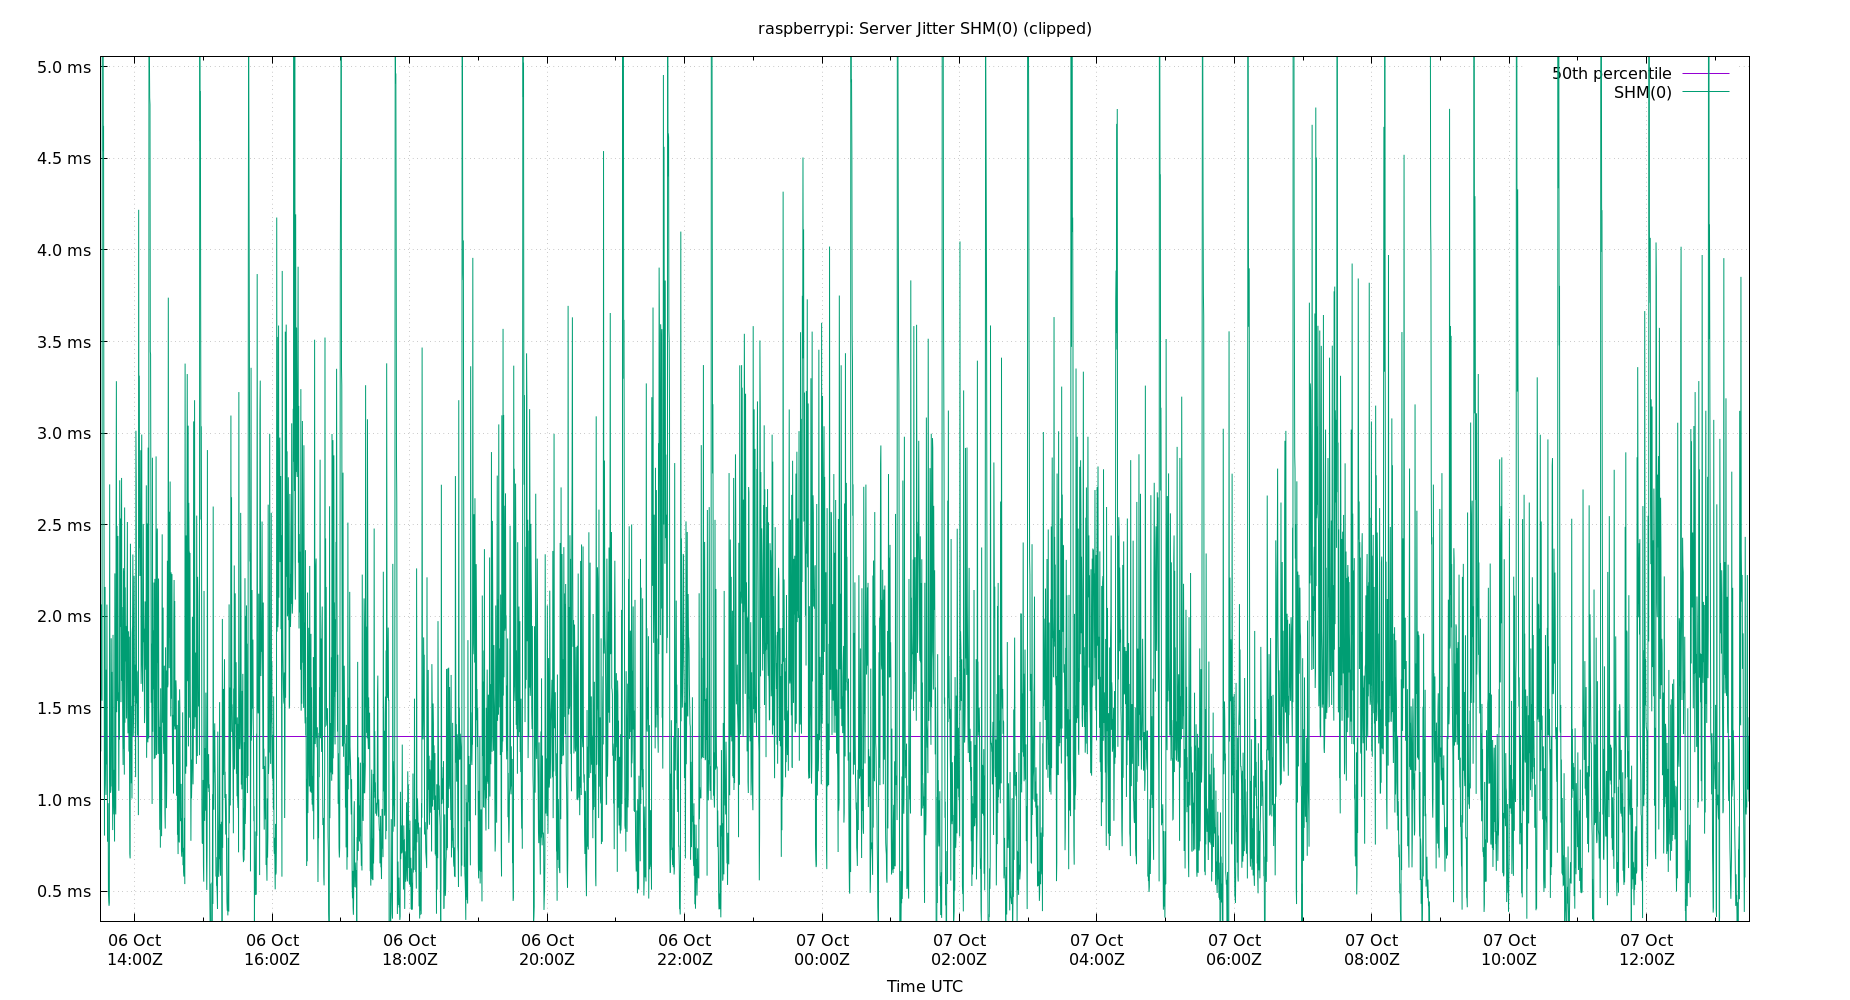 raspberrypi: Server Jitter SHM(0) (clipped)
5.0 ms
50th percentile
SHM(0)
4.5 ms
4.0 ms
3.5 ms
3.0 ms
2.5 ms
2.0 ms
1.5 ms
1.0 ms
0.5 ms
06 Oct 06 Oct 06 Oct 06 Oct 06 Oct 07 Oct 07 Oct 07 Oct 07 Oct 07 Oct 07 Oct 07 Oct
14:00Z 16:00Z 18:00Z 20:00Z 22:00Z 00:00Z 02:00Z 04:00Z 06:00Z 08:00Z 10:00Z 12:00Z
Time UTC